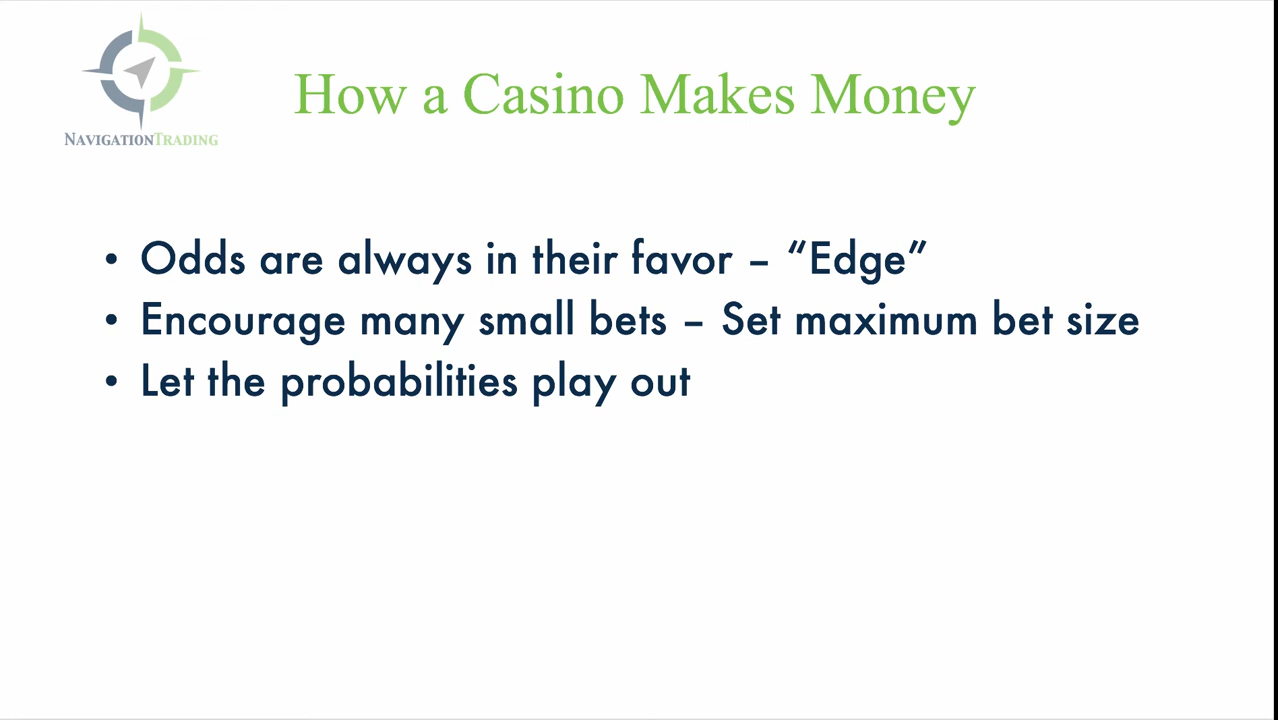 How a Casino Makes Money
NAVIGATIONTRADING
• Odds are always in their favor – “Edge”
• Encourage many small bets – Set maximum bet size
• Let the probabilities play out